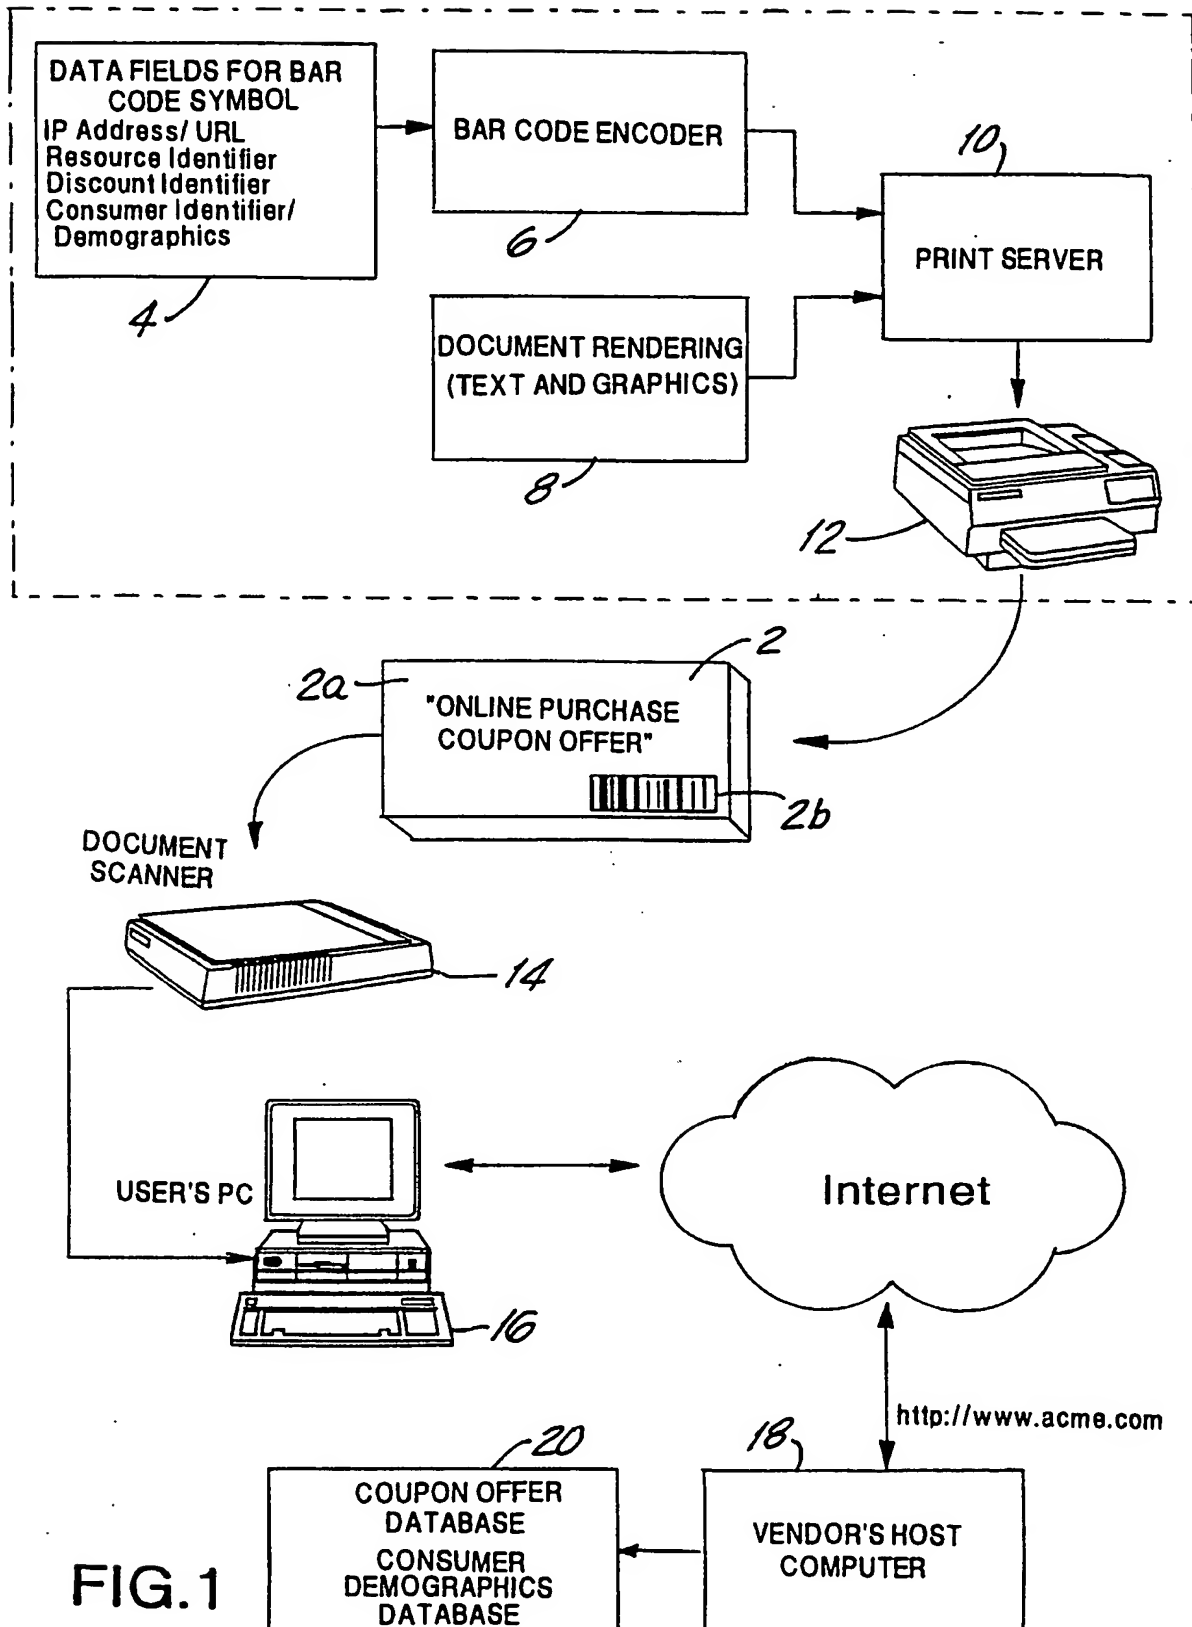 DATA FIELDS FOR BAR
CODE SYMBOL
IP Address/ URL
Resource Identifier
Discount Identifier
Consumer Identifier/
Demographics
4
BAR CODE ENCODER
6
DOCUMENT RENDERING
(TEXT AND GRAPHICS)
8
10
PRINT SERVER
12
2a
2
"ONLINE PURCHASE
COUPON OFFER"
2b
DOCUMENT
SCANNER
14
USER'S PC
16
Internet
http://www.acme.com
20
COUPON OFFER
DATABASE
CONSUMER
DEMOGRAPHICS
DATABASE
18
VENDOR'S HOST
COMPUTER
FIG.1